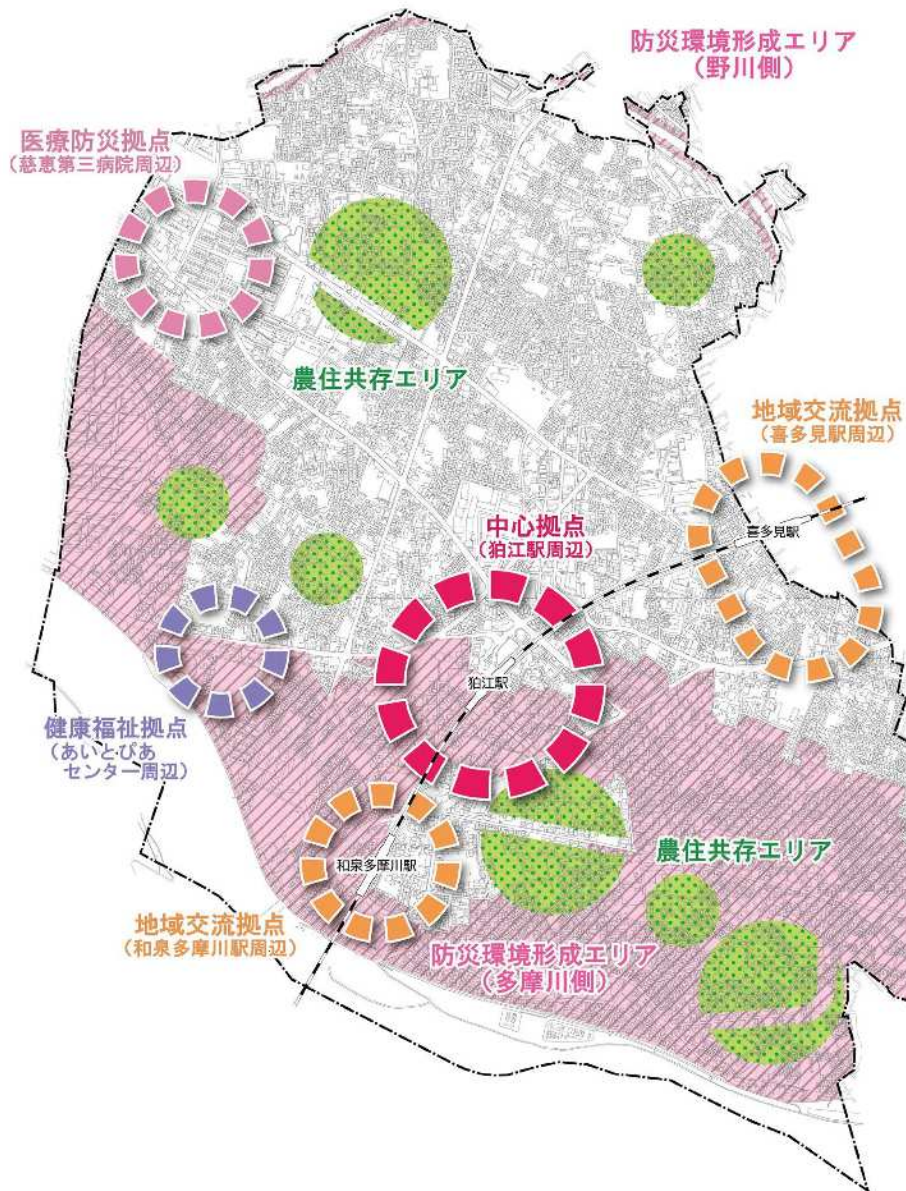 防災環境形成エリア
（野川側）
医療防災拠点
（慈恵第三病院周辺）
農住共存エリア
地域交流拠点
（喜多見駅周辺）
中心拠点
（狛江駅周辺）
喜多見駅
狛江駅
健康福祉拠点
（あいとぴあ
センター周辺）
和泉多摩川駅
農住共存エリア
地域交流拠点
（和泉多摩川駅周辺）
防災環境形成エリア
（多摩川側）